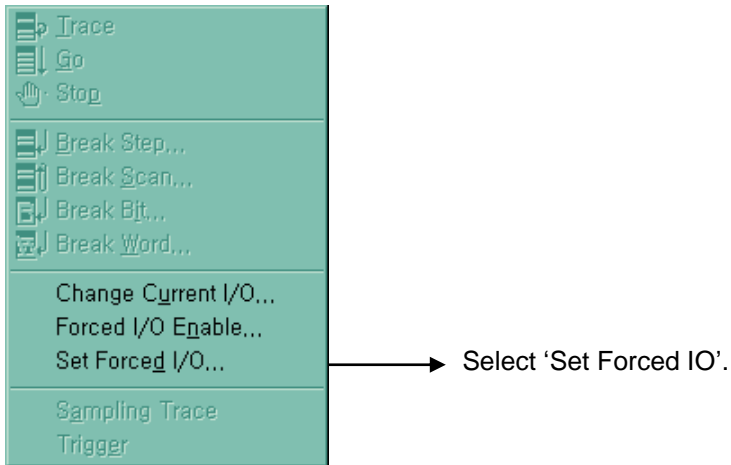 Trace
Go
Stop
Break Step...
Break Scan...
Break Bit...
Break Word...
Change Current I/O...
Forced I/O Enable...
Set Forced I/O...
Select ‘Set Forced IO’.
Sampling Trace
Trigger